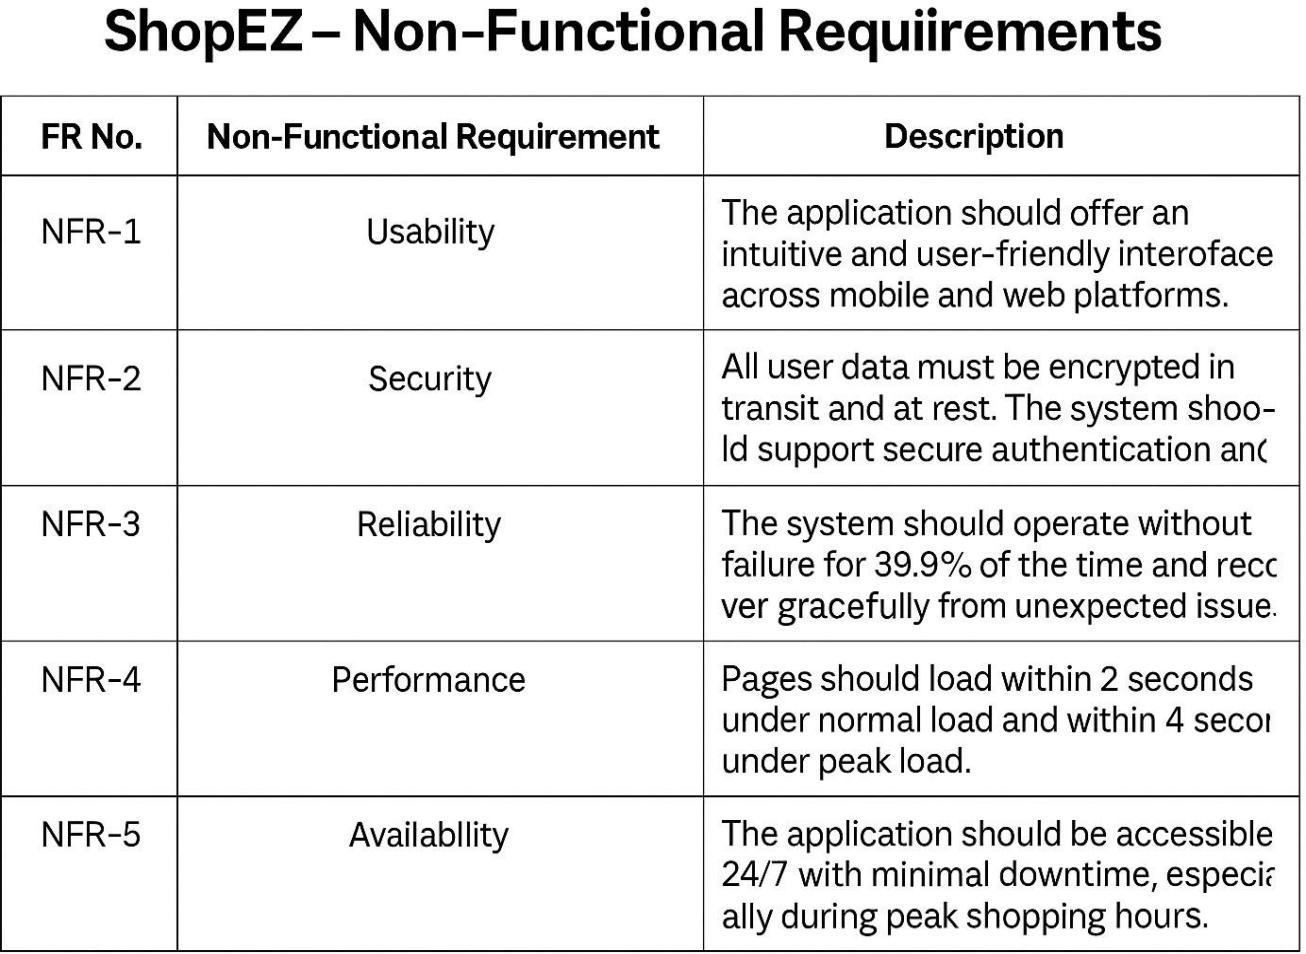 ShopEZ – Non-Functional Requiirements
FR No.
Non-Functional Requirement
Description
NFR-1
Usability
The application should offer an
intuitive and user-friendly interoface
across mobile and web platforms.
NFR-2
Security
All user data must be encrypted in
transit and at rest. The system shoo-
ld support secure authentication
NFR-3
Reliability
The system should operate without
failure for 39.9% of the time and
ver gracefully from unexpected issue.
NFR-4
Performance
Pages should load within 2 seconds
under normal load and within 4
under peak load.
NFR-5
Availabllity
The application should be accessible
24/7 with minimal downtime,
ally during peak shopping hours.